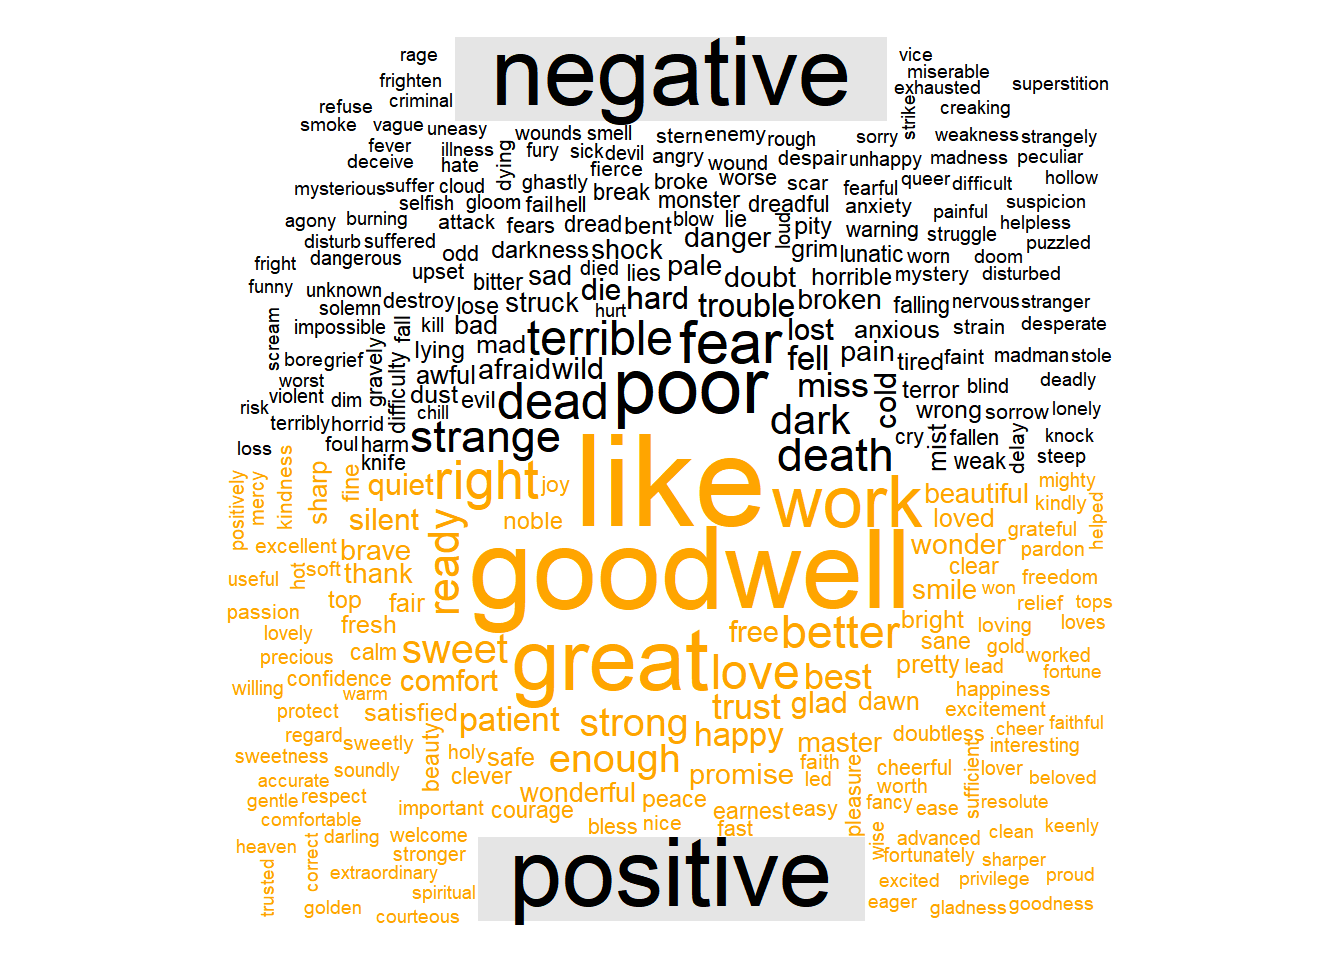 rage negative vice
frighten miserable
refuse criminal exhausted superstition
smoke vague uneasy strike creaking
wounds smell stern enemy rough sorry weakness strangely
fever illness fury sick devil angry wound despair unhappy madness peculiar
deceive hate dying fierce
mysterious suffer cloud ghastly break broke worse scar fearful queer difficult hollow
selfish gloom fail hell monster dreadful anxiety painful suspicion
agony burning attack fears dread bent blow lie loud pity warning struggle helpless
disturb suffered odd darkness shock danger grim lunatic worn doom puzzled
fright dangerous upset bitter sad died lies pale doubt horrible mystery disturbed
funny unknown destroy lose struck die hard trouble broken falling nervous stranger
solemn hurt
scream impossible fall kill bad terrible fear lost anxious strain desperate
bore grief gravely lying mad fell pain tired faint madman stole
worst difficulty awful afraid wild poor miss cold terror blind deadly
violent dim dust evil dead
risk terribly horrid chill dark wrong sorrow lonely
loss foul harm strange death cry mist fallen delay knock
knife weak steep
positively mercy kindness sharp fine quiet right joy like work beautiful mighty
silent noble loved kindly helped
excellent brave ready good well wonder grateful pardon
useful hot soft thank clear
passion top fair smile won freedom
lovely fresh relief tops
precious calm sweet great free better bright loving loves
sane gold worked
willing confidence comfort love best pretty lead fortune
warm happiness
protect satisfied patient strong trust glad dawn excitement
regard sweetly beauty happy master doubtless cheer faithful
sweetness holy safe enough interesting
accurate soundly clever promise faith led pleasure cheerful sufficient lover beloved
gentle respect wonderful peace worth
comfortable important courage earnest easy fancy ease resolute
heaven correct darling welcome bless nice fast wise advanced clean keenly
trusted stronger positive fortunately sharper
extraordinary excited privilege proud
golden spiritual eager gladness goodness
courteous